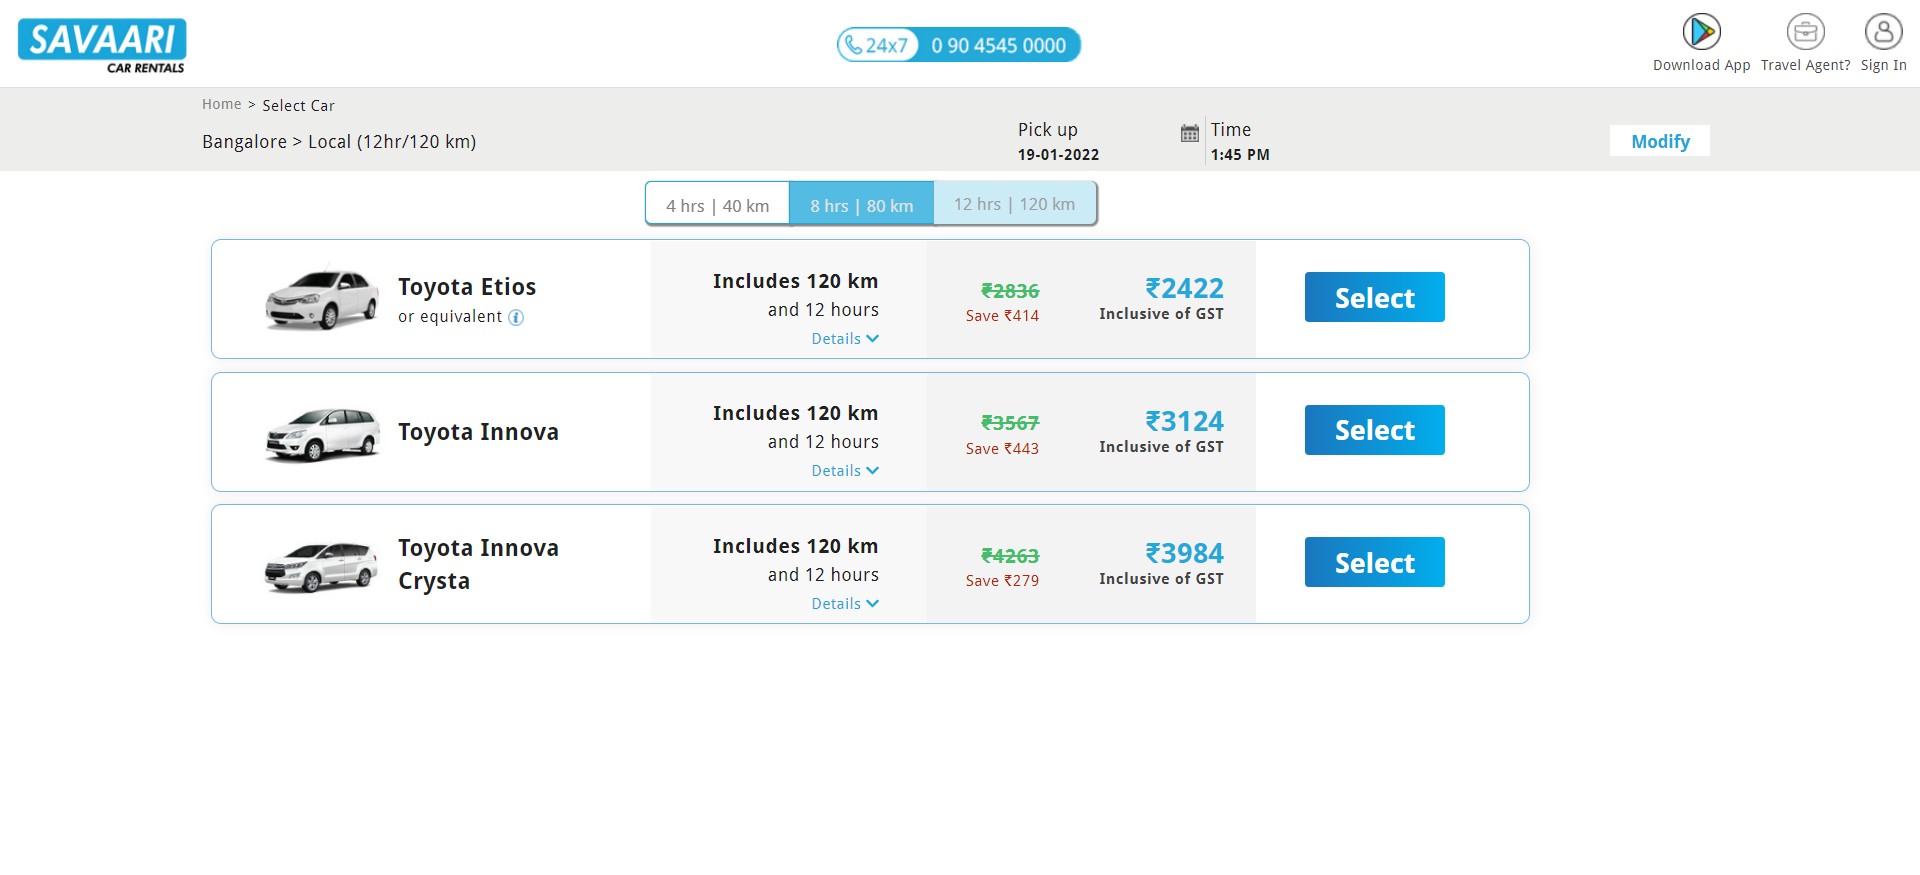 SAVAARI
CAR RENTALS
24x7 0 90 4545 0000
Download App
Travel Agent?
Sign In
Home > Select Car
Bangalore > Local (12hr/120 km)
Pick up
19-01-2022
Time
1:45 PM
Modify
4 hrs | 40 km
8 hrs | 80 km
12 hrs | 120 km
Toyota Etios
or equivalent i
Includes 120 km
and 12 hours
Details
₹2836
Save ₹414
₹2422
Inclusive of GST
Select
Toyota Innova
Includes 120 km
and 12 hours
Details
₹3567
Save ₹443
₹3124
Inclusive of GST
Select
Toyota Innova
Crysta
Includes 120 km
and 12 hours
Details
₹4263
Save ₹279
₹3984
Inclusive of GST
Select